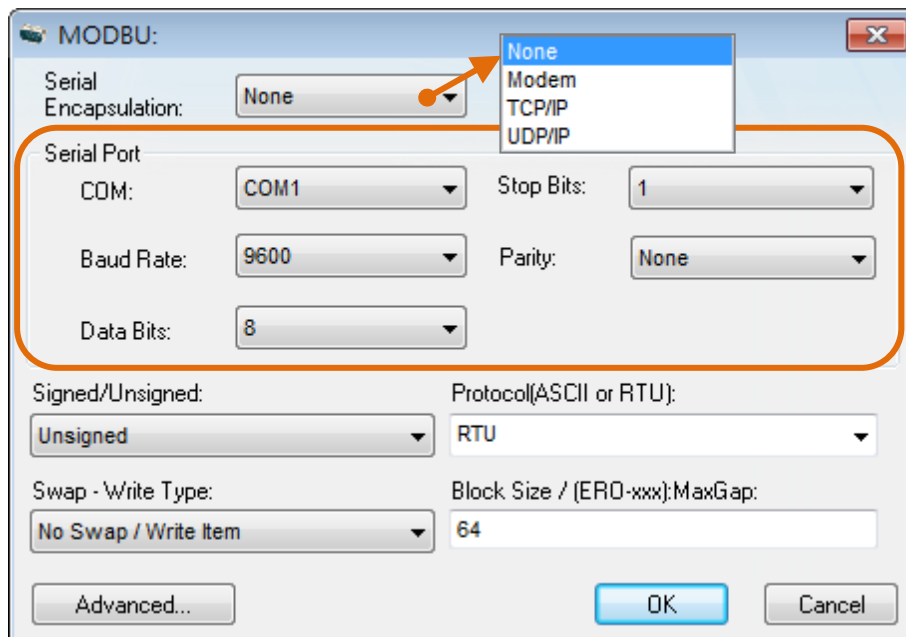 MODBU:
Serial
Encapsulation:
None
None
Modem
TCP/IP
UDP/IP
Serial Port
COM:
COM1
Stop Bits:
1
Baud Rate:
9600
Parity:
None
Data Bits:
8
Signed/Unsigned:
Protocol(ASCII or RTU):
Unsigned
RTU
Swap - Write Type:
Block Size / (ERO-xxx):MaxGap:
No Swap / Write Item
64
Advanced...
OK
Cancel